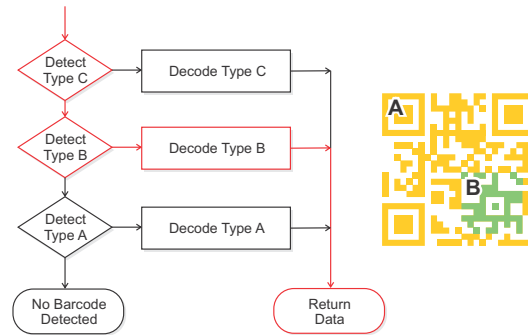 Detect
Type C
Decode Type C
Detect
Type B
Decode Type B
Detect
Type A
Decode Type A
No Barcode
Detected
Return
Data
A
B